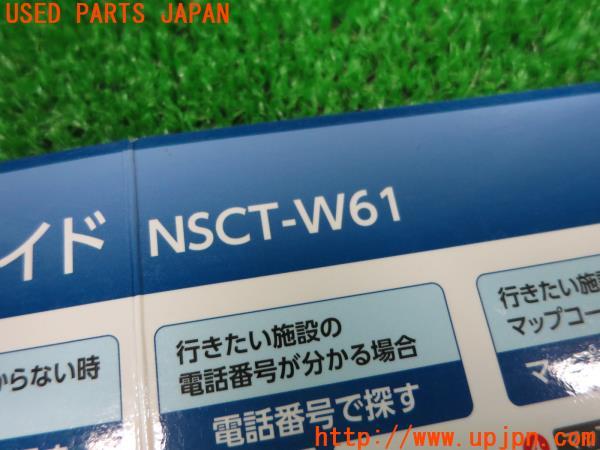 USED PARTS JAPAN
イド NSCT-W61
からない時
行きたい施設の
電話番号が分かる場合
電話番号で探す
行きたい施設
マップコー
マ
http://www.upjpn.com/